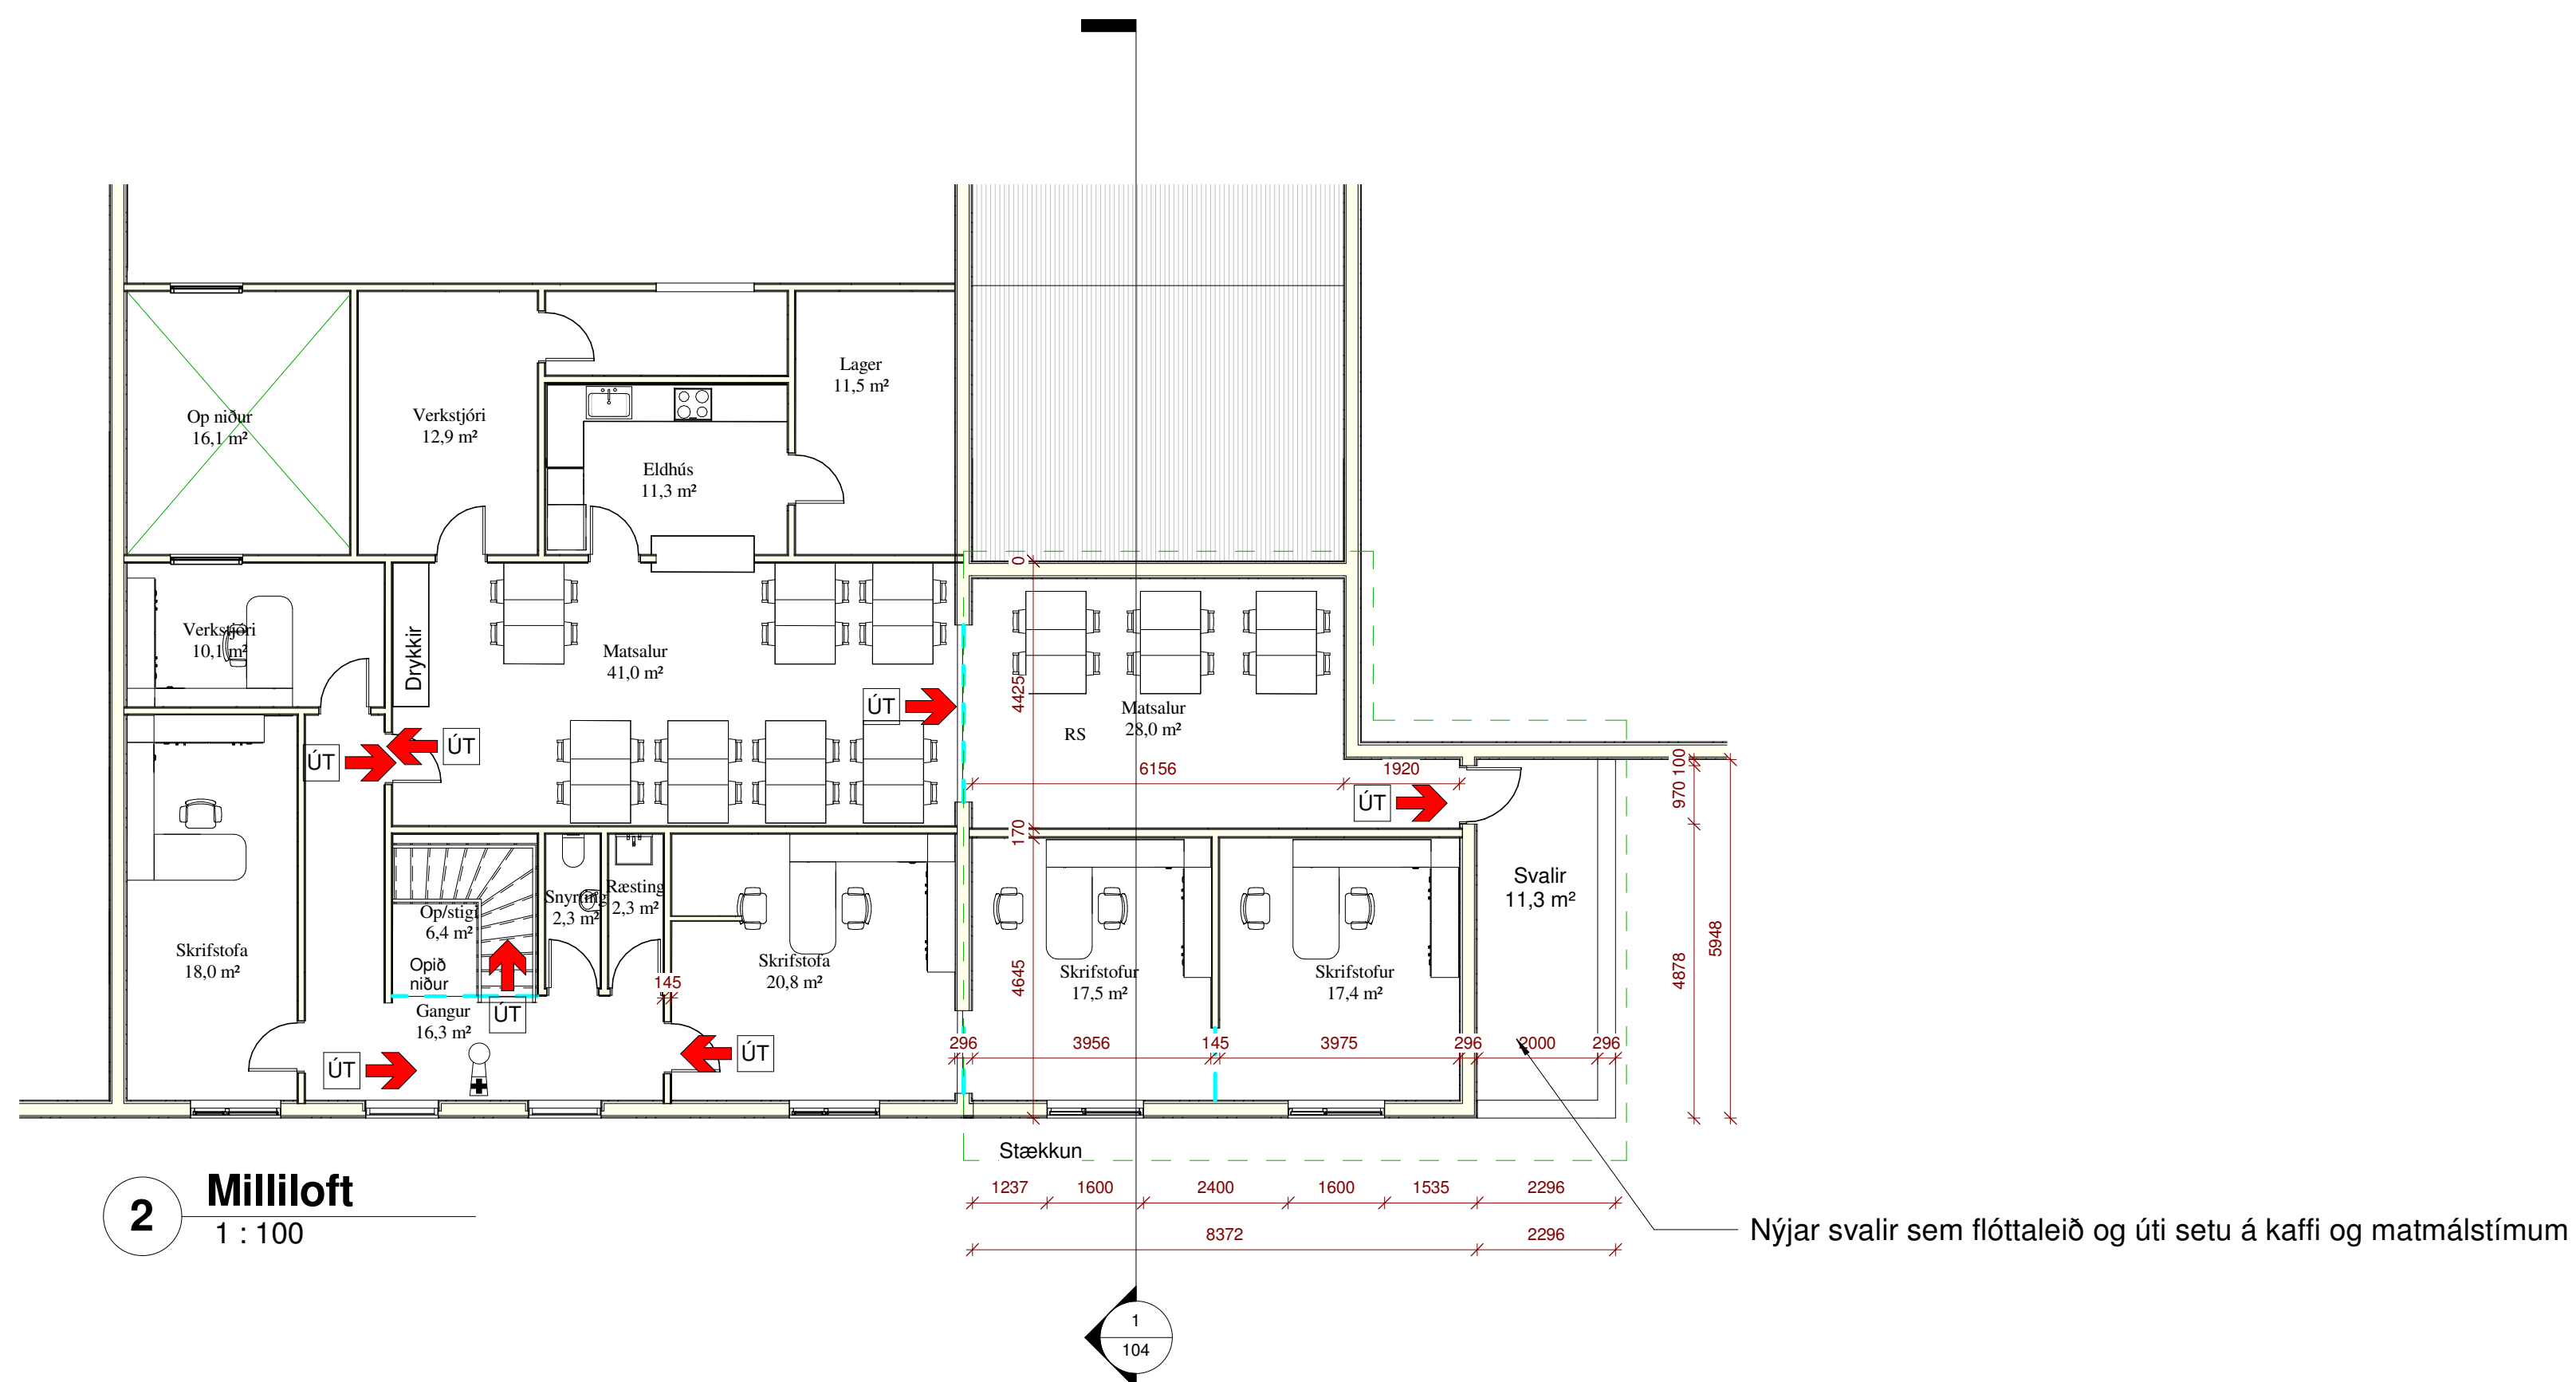 Lager
11,5 m²
Op niður
16,1 m²
Verkstjóri
12,9 m²
Eldhús
11,3 m²
0
Verkstjóri
10,1 m²
Drykkir
Matsalur
41,0 m²
ÚT
4425
Matsalur
28,0 m²
RS
ÚT
ÚT
6156
1920
ÚT
100
970
170
Svalir
11,3 m²
Snyrting
2,3 m²
Ræsting
2,3 m²
Op/stigi
6,4 m²
Skrifstofa
18,0 m²
Opið
niður
145
Skrifstofa
20,8 m²
4645
Skrifstofur
17,5 m²
Skrifstofur
17,4 m²
4878
5948
Gangur
16,3 m²
ÚT
ÚT
ÚT
296
3956
145
3975
296
2000
296
Stækkun
1237
1600
2400
1600
1535
2296
8372
2296
2
Milliloft
1 : 100
Nýjar svalir sem flóttaleið og úti setu á kaffi og matmálstímum
1
104